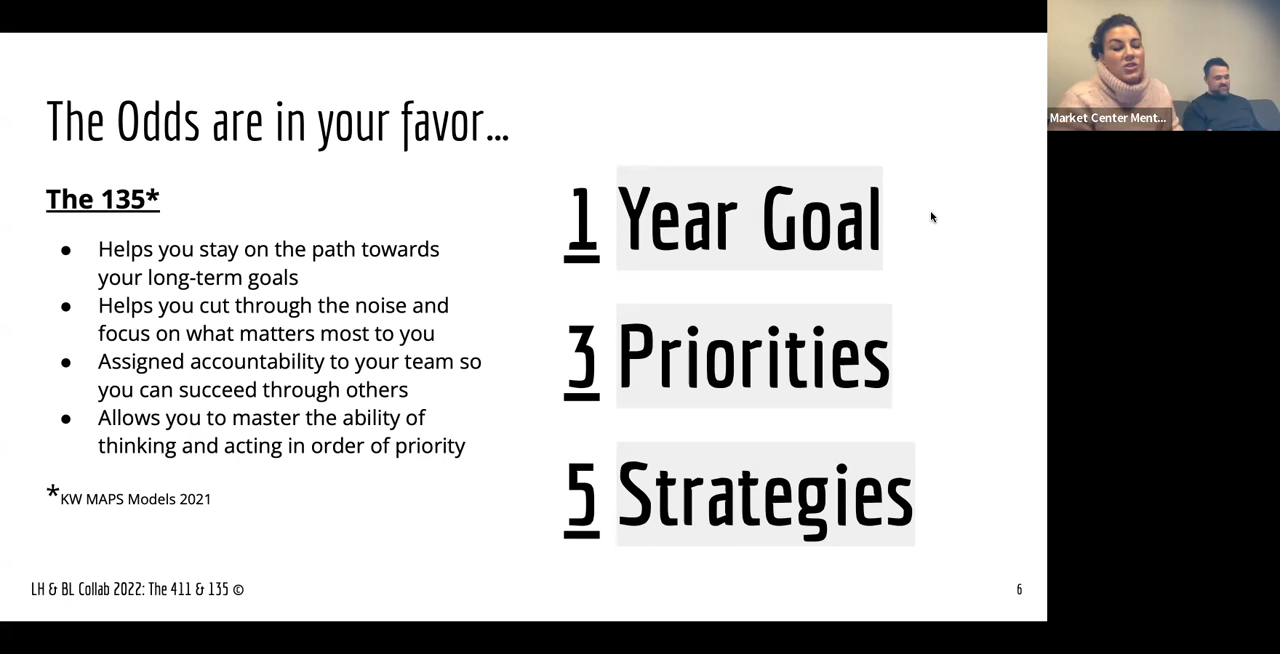 The Odds are in your favor...
The 135*
● Helps you stay on the path towards
your long-term goals
● Helps you cut through the noise and
focus on what matters most to you
● Assigned accountability to your team so
you can succeed through others
● Allows you to master the ability of
thinking and acting in order of priority
*KW MAPS Models 2021
1 Year Goal
3 Priorities
5 Strategies
LH & BL Collab 2022: The 411 & 135 ©
6
Market Center Ment...